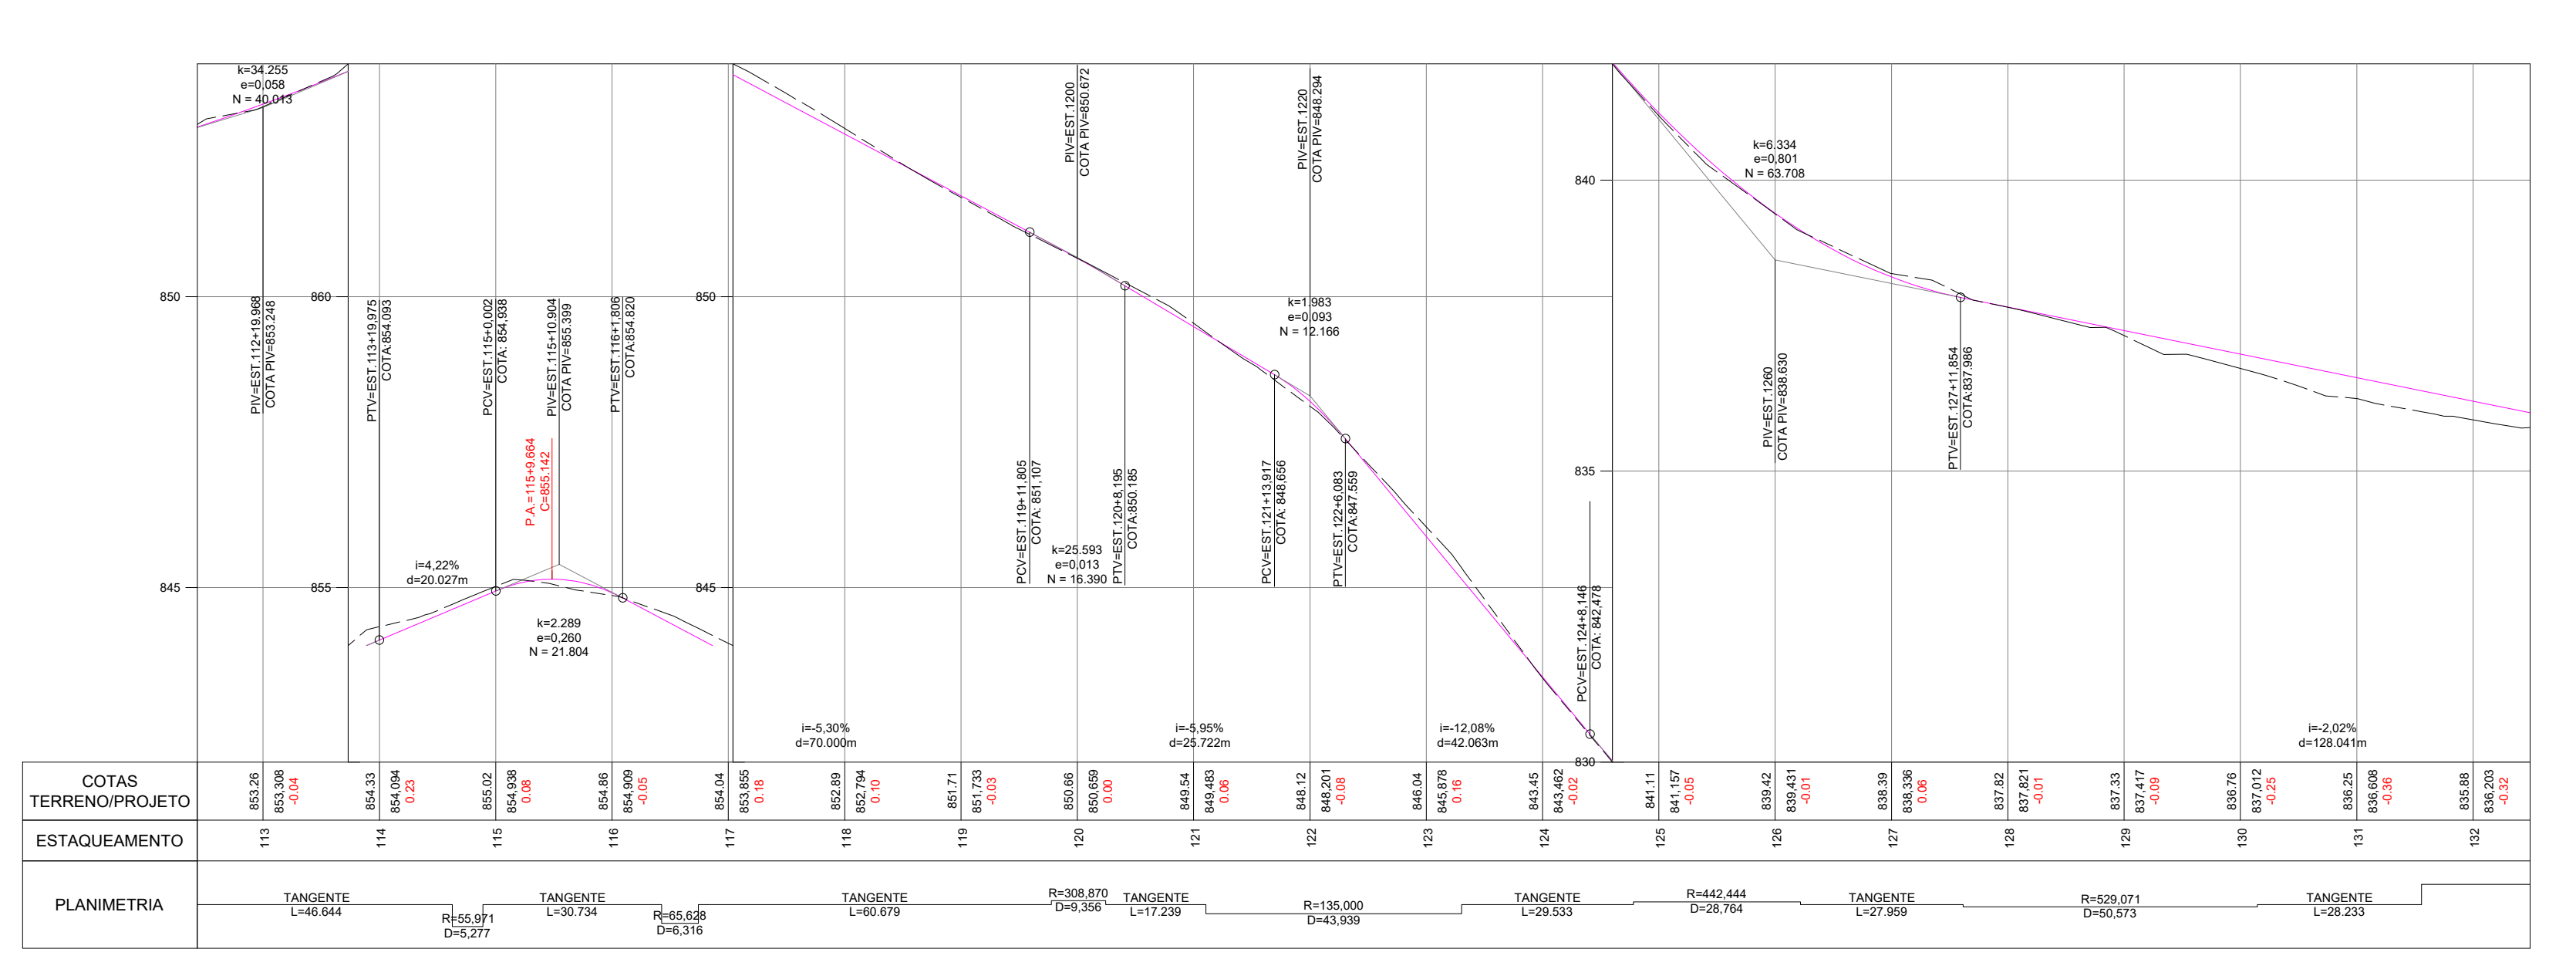 k=34.255
e=0,058
N = 40.013
850
845
PIV=EST.112+19.968
COTA PIV=853.248
860
855
PTV=EST.113+19,975
COTA:854.093
i=4,22%
d=20.027m
PCV=EST.115+0,002
COTA: 854,938
P.A.=115+9.664
C=855.142
PIV=EST.115+10.904
COTA PIV=855.399
k=2.289
e=0,260
N = 21.804
PTV=EST.116+1,806
COTA:854.820
850
845
i=-5,30%
d=70.000m
PCV=EST.119+11,805
COTA: 851,107
PIV=EST.1200
COTA PIV=850.672
k=25.593
e=0,013
N = 16.390
PTV=EST.120+8,195
COTA:850.185
i=-5,95%
d=25.722m
PCV=EST.121+13,917
COTA: 848,656
PIV=EST.1220
COTA PIV=848.294
k=1.983
e=0,093
N = 12.166
PTV=EST.122+6,083
COTA:847.559
i=-12,08%
d=42.063m
PCV=EST.124+8,146
COTA: 842,478
840
835
830
k=6.334
e=0,801
N = 63.708
PIV=EST.1260
COTA PIV=838.630
PTV=EST.127+11,854
COTA:837.986
i=-2,02%
d=128.041m
COTAS
TERRENO/PROJETO
853.26
853,308
-0.04
854.33
854,094
0.23
855.02
854,938
0.08
854.86
854,909
-0.05
854.04
853,855
0.18
852.89
852,794
0.10
851.71
851,733
-0.03
850.66
850,659
0.00
849.54
849,483
0.06
848.12
848,201
-0.08
846.04
845,878
0.16
843.45
843,462
-0.02
841.11
841,157
-0.05
839.42
839,431
-0.01
838.39
838,336
0.06
837.82
837,821
-0.01
837.33
837,417
-0.09
836.76
837,012
-0.25
836.25
836,608
-0.36
835.88
836,203
-0.32
ESTAQUEAMENTO
113
114
115
116
117
118
119
120
121
122
123
124
125
126
127
128
129
130
131
132
PLANIMETRIA
TANGENTE
L=46.644
R=55,971
D=5,277
TANGENTE
L=30.734
R=65,628
D=6,316
TANGENTE
L=60.679
R=308,870
D=9,356
TANGENTE
L=17.239
R=135,000
D=43,939
TANGENTE
L=29.533
R=442,444
D=28,764
TANGENTE
L=27.959
R=529,071
D=50,573
TANGENTE
L=28.233